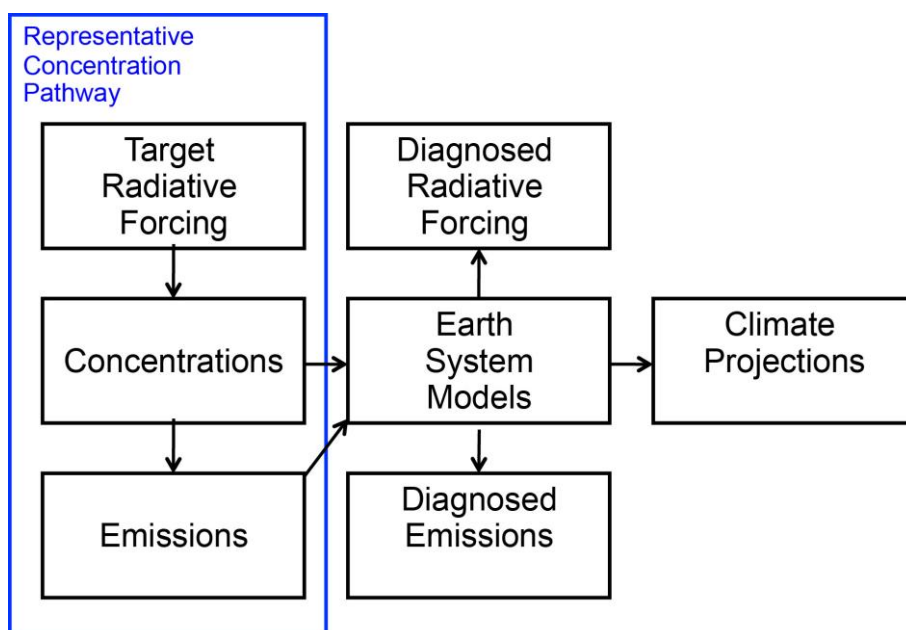 Representative
Concentration
Pathway
Target
Radiative
Forcing
Diagnosed
Radiative
Forcing
Concentrations
Earth
System
Models
Climate
Projections
Emissions
Diagnosed
Emissions